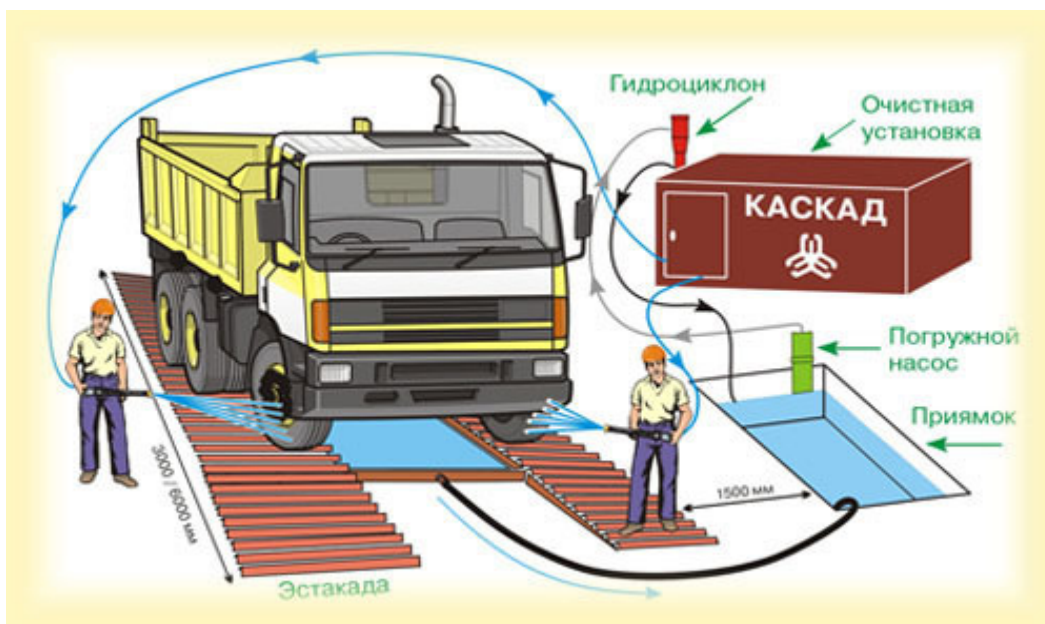 Гидроциклон
Очистная
установка
КАСКАД
Погружной
насос
Приямок
1500 мм
3000 / 6000 мм
Эстакада